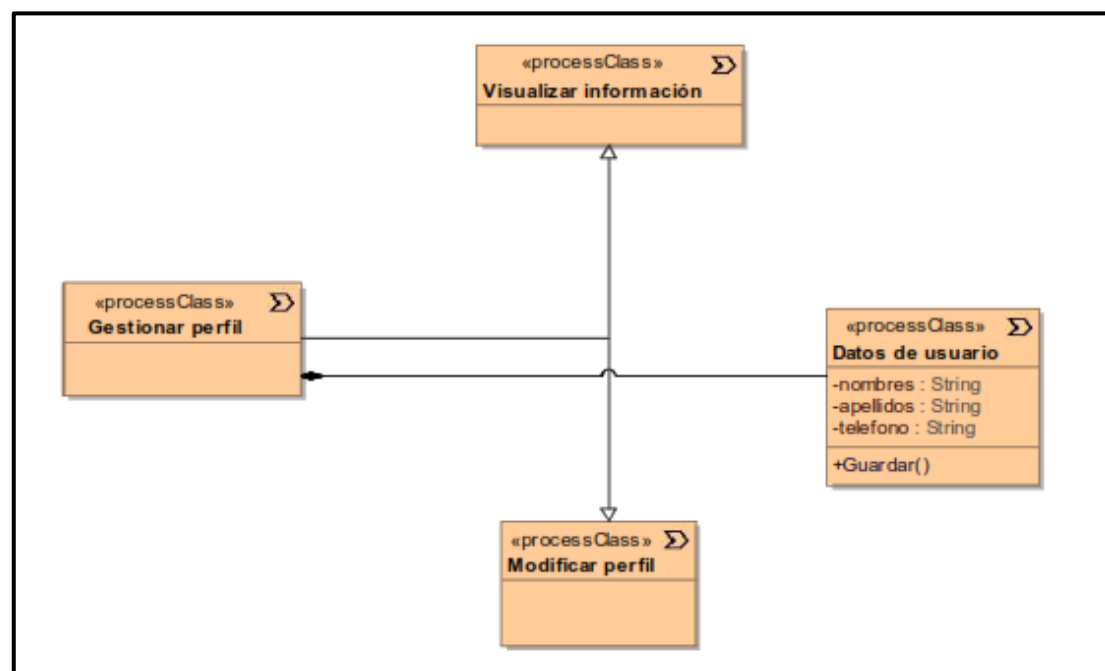 «processClass»
Visualizar información
«processClass»
Gestionar perfil
«processClass»
Datos de usuario
-nombres : String
-apellidos : String
-telefono : String
+Guardar()
«processClass»
Modificar perfil